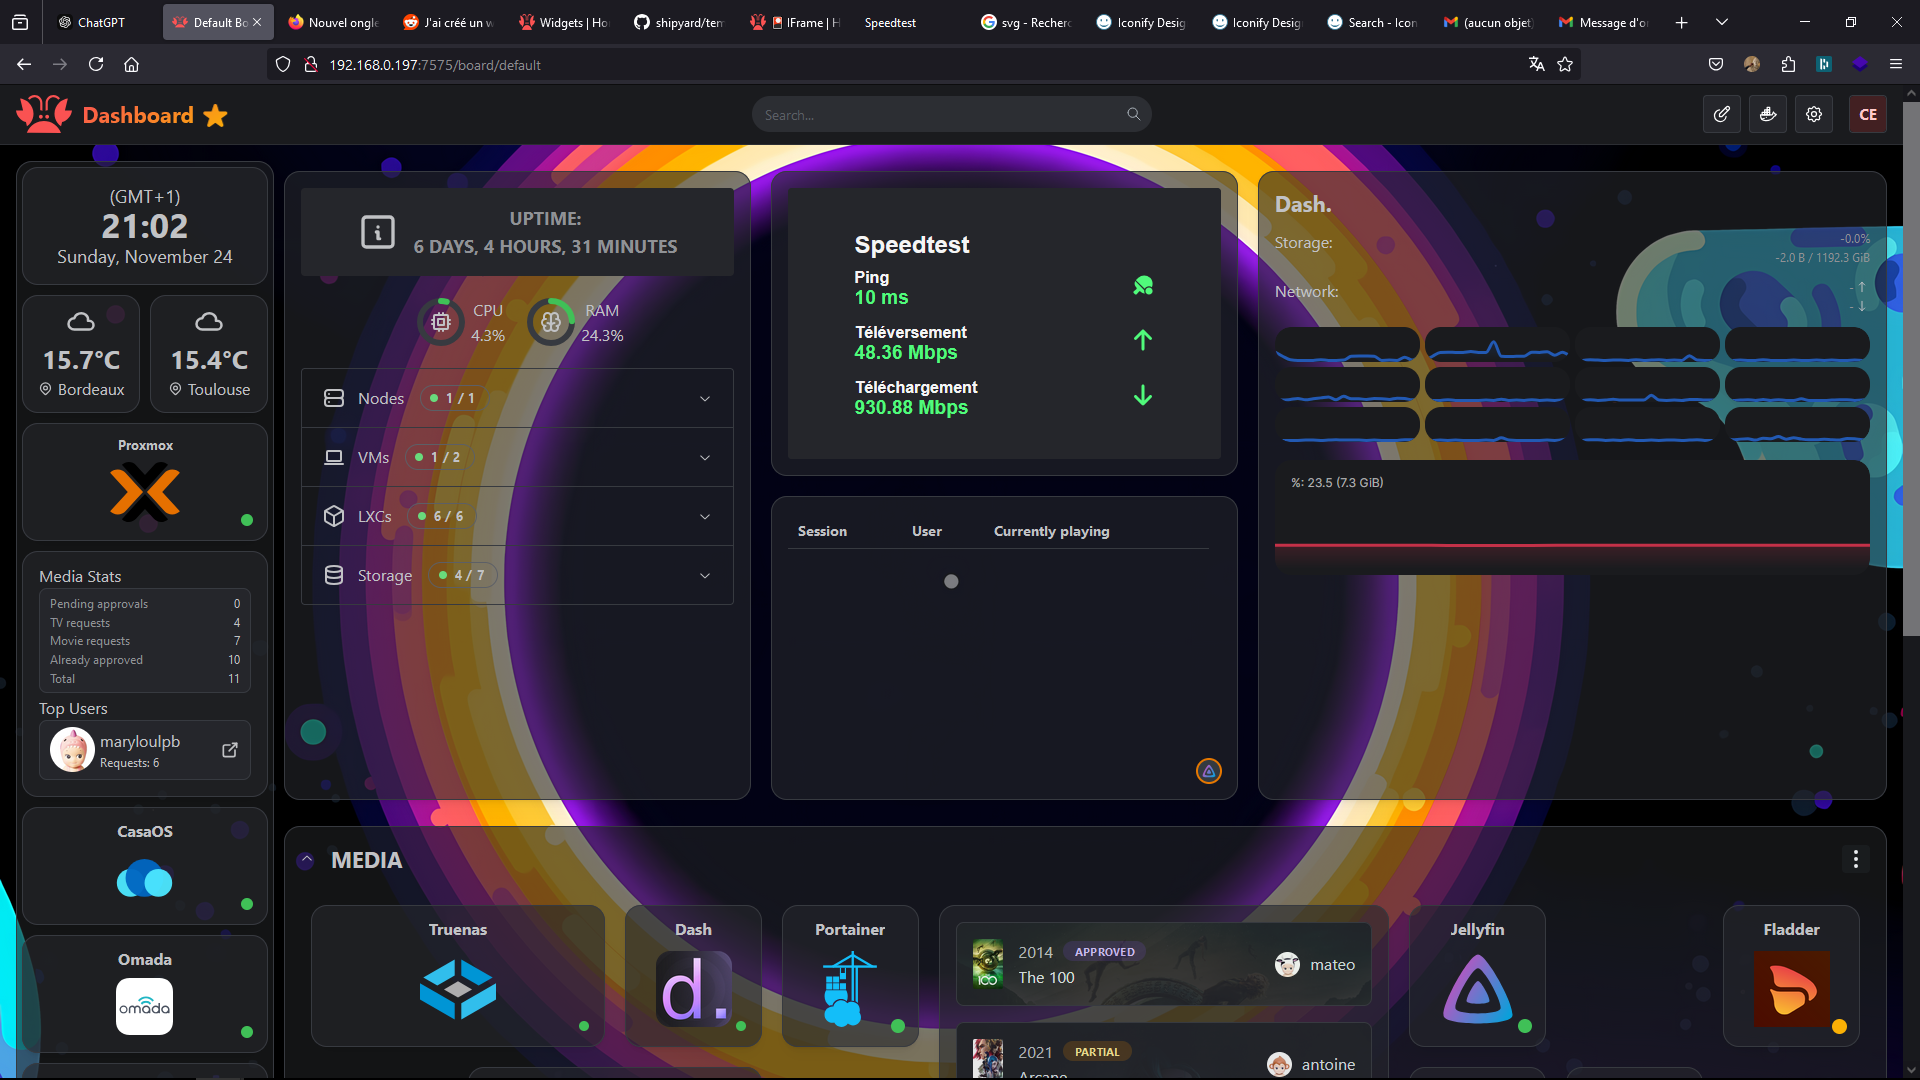 ChatGPT
Default Bo
Nouvel ongle
J'ai créé un w
Widgets | Ho
shipyard/tem
IFrame | H
Speedtest
svg - Recherc
Iconify Desig
Iconify Desig
Search - Icon
(aucun objet)
Message d'or
192.168.0.197:7575/board/default
Dashboard
Search...
CE
(GMT+1)
21:02
Sunday, November 24
15.7°C
Bordeaux
15.4°C
Toulouse
Proxmox
Media Stats
Pending approvals 0
TV requests 4
Movie requests 7
Already approved 10
Total 11
Top Users
maryloulpb
Requests: 6
CasaOS
Omada
omada
UPTIME:
6 DAYS, 4 HOURS, 31 MINUTES
CPU
4.3%
RAM
24.3%
Nodes 1 / 1
VMs 1 / 2
LXCs 6 / 6
Storage 4 / 7
Speedtest
Ping
10 ms
Téléversement
48.36 Mbps
Téléchargement
930.88 Mbps
Session User Currently playing
Dash.
Storage:
-0.0%
-2.0 B / 1192.3 GiB
Network:
- ↑
- ↓
%: 23.5 (7.3 GiB)
MEDIA
Truenas
Dash
d.
Portainer
2014 APPROVED
The 100
mateo
2021 PARTIAL
Arcane
antoine
Jellyfin
Fladder